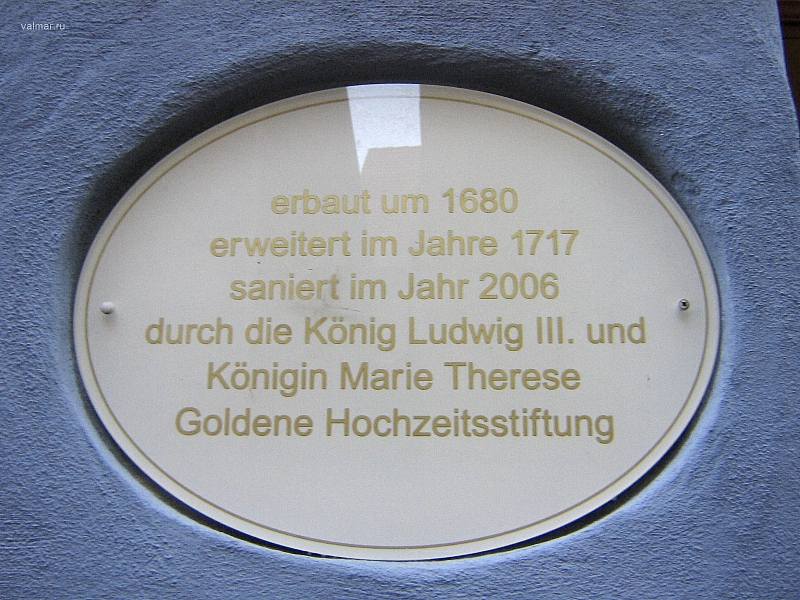 valmar.ru
erbaut um 1680
erweitert im Jahre 1717
saniert im Jahr 2006
durch die König Ludwig III. und
Königin Marie Therese
Goldene Hochzeitsstiftung